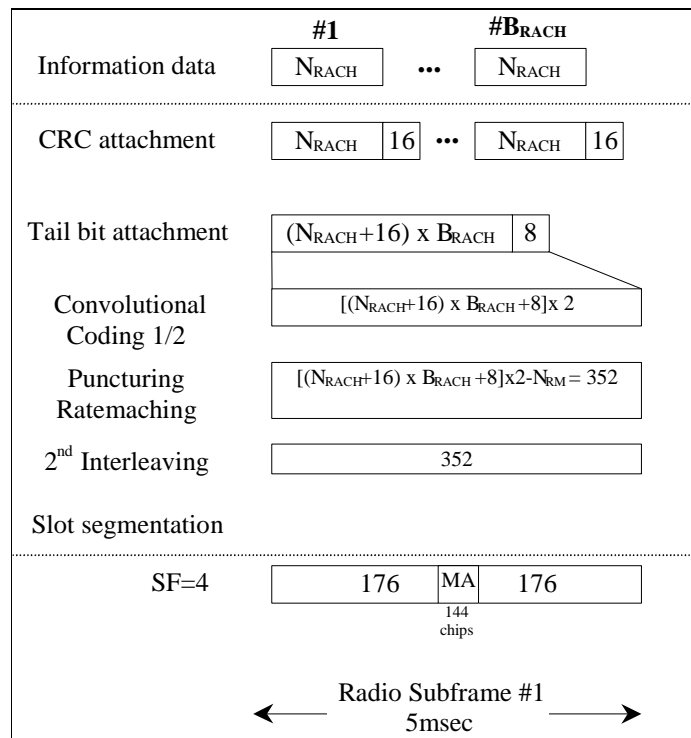 #1 #BRACH
Information data NRACH ... NRACH
CRC attachment NRACH 16 ... NRACH 16
Tail bit attachment (NRACH+16) x BRACH 8
Convolutional
Coding 1/2
[(NRACH+16) x BRACH +8]x 2
Puncturing
Ratemaching
[(NRACH+16) x BRACH +8]x2-NRM = 352
2nd Interleaving 352
Slot segmentation
SF=4 176 MA 176
144
chips
Radio Subframe #1
5msec